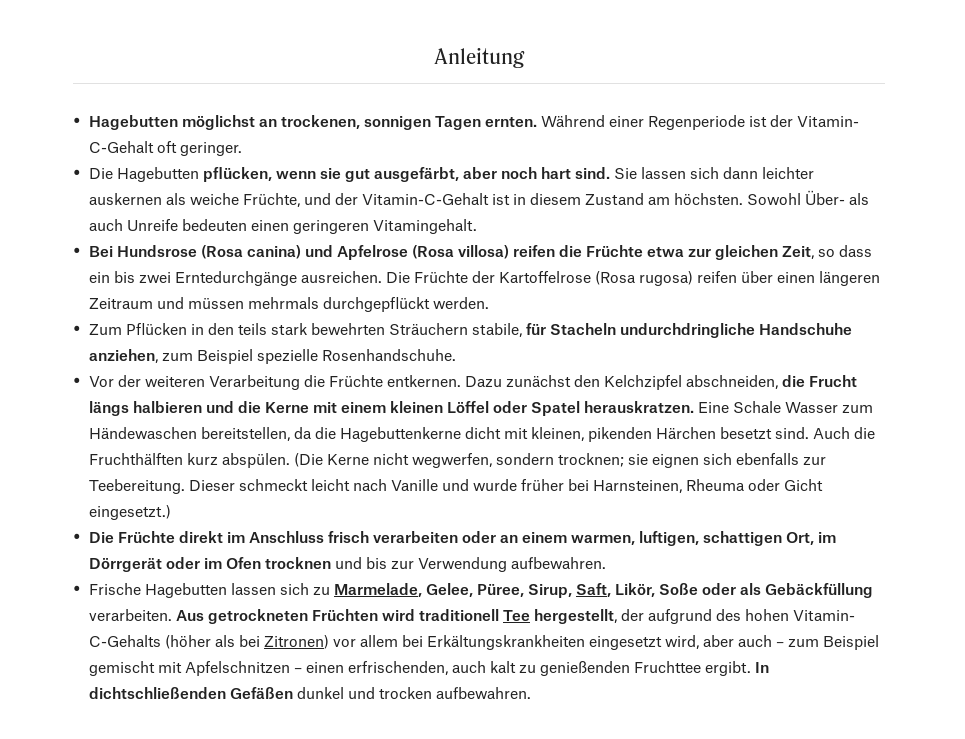 Anleitung
• Hagebutten möglichst an trockenen, sonnigen Tagen ernten. Während einer Regenperiode ist der Vitamin-
C-Gehalt oft geringer.
• Die Hagebutten pflücken, wenn sie gut ausgefärbt, aber noch hart sind. Sie lassen sich dann leichter
auskernen als weiche Früchte, und der Vitamin-C-Gehalt ist in diesem Zustand am höchsten. Sowohl Über- als
auch Unreife bedeuten einen geringeren Vitamingehalt.
• Bei Hundsrose (Rosa canina) und Apfelrose (Rosa villosa) reifen die Früchte etwa zur gleichen Zeit, so dass
ein bis zwei Erntedurchgänge ausreichen. Die Früchte der Kartoffelrose (Rosa rugosa) reifen über einen längeren
Zeitraum und müssen mehrmals durchgepflückt werden.
• Zum Pflücken in den teils stark bewehrten Sträuchern stabile, für Stacheln undurchdringliche Handschuhe
anziehen, zum Beispiel spezielle Rosenhandschuhe.
• Vor der weiteren Verarbeitung die Früchte entkernen. Dazu zunächst den Kelchzipfel abschneiden, die Frucht
längs halbieren und die Kerne mit einem kleinen Löffel oder Spatel herauskratzen. Eine Schale Wasser zum
Händewaschen bereitstellen, da die Hagebuttenkerne dicht mit kleinen, pikenden Härchen besetzt sind. Auch die
Fruchthälften kurz abspülen. (Die Kerne nicht wegwerfen, sondern trocknen; sie eignen sich ebenfalls zur
Teebereitung. Dieser schmeckt leicht nach Vanille und wurde früher bei Harnsteinen, Rheuma oder Gicht
eingesetzt.)
• Die Früchte direkt im Anschluss frisch verarbeiten oder an einem warmen, luftigen, schattigen Ort, im
Dörrgerät oder im Ofen trocknen und bis zur Verwendung aufbewahren.
• Frische Hagebutten lassen sich zu Marmelade, Gelee, Püree, Sirup, Saft, Likör, Soße oder als Gebäckfüllung
verarbeiten. Aus getrockneten Früchten wird traditionell Tee hergestellt, der aufgrund des hohen Vitamin-
C-Gehalts (höher als bei Zitronen) vor allem bei Erkältungskrankheiten eingesetzt wird, aber auch – zum Beispiel
gemischt mit Apfelschnitzen – einen erfrischenden, auch kalt zu genießenden Fruchttee ergibt. In
dichtschließenden Gefäßen dunkel und trocken aufbewahren.